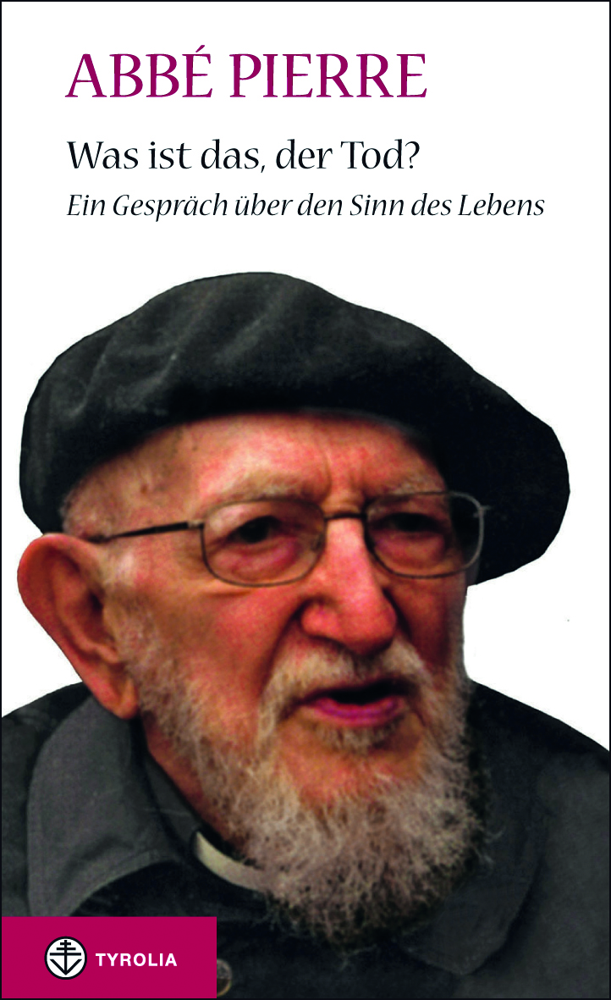 ABBÉ PIERRE
Was ist das, der Tod?
Ein Gespräch über den Sinn des Lebens
TYROLIA